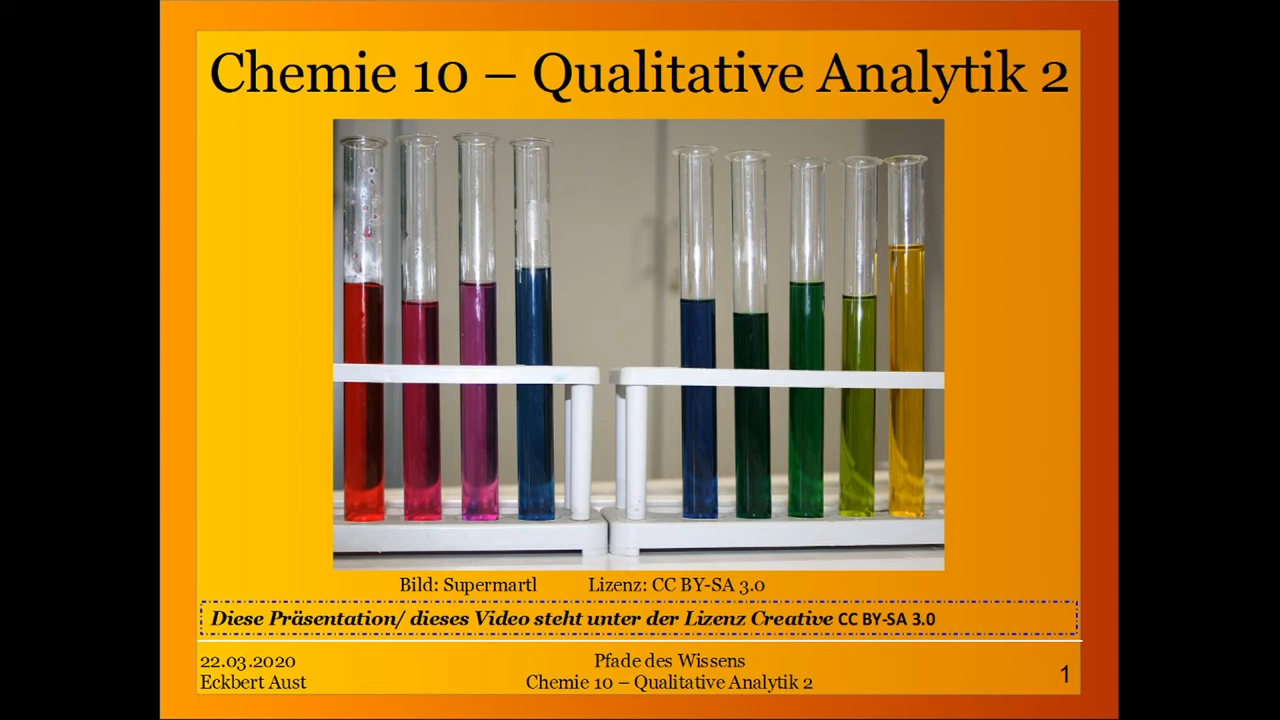 Chemie 10 – Qualitative Analytik 2
Bild: Supermartl Lizenz: CC BY-SA 3.0
Diese Präsentation/ dieses Video steht unter der Lizenz Creative CC BY-SA 3.0
22.03.2020
Eckbert Aust
Pfade des Wissens
Chemie 10 – Qualitative Analytik 2
1